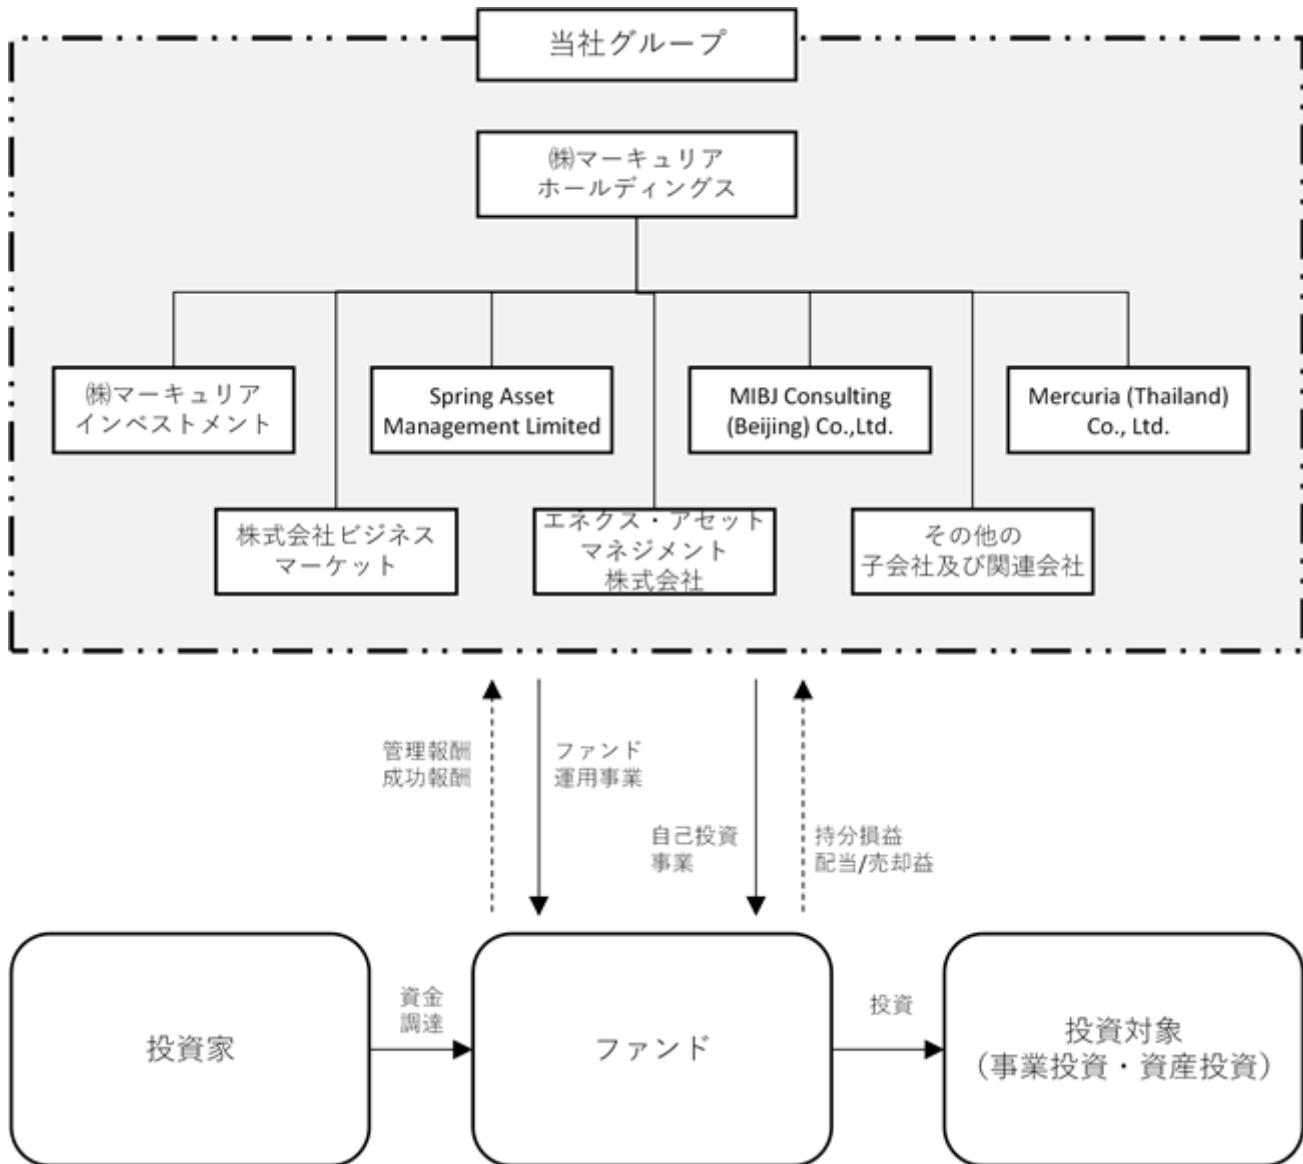 当社グループ
㈱マーキュリア
ホールディングス
㈱マーキュリア
インベストメント
Spring Asset
Management Limited
MIBJ Consulting
(Beijing) Co.,Ltd.
Mercuria (Thailand)
Co., Ltd.
株式会社ビジネス
マーケット
エネクス・アセット
マネジメント
株式会社
その他の
子会社及び関連会社
管理報酬
成功報酬
ファンド
運用事業
自己投資
事業
持分損益
配当/売却益
投資家
資金
調達
ファンド
投資
投資対象
（事業投資・資産投資）